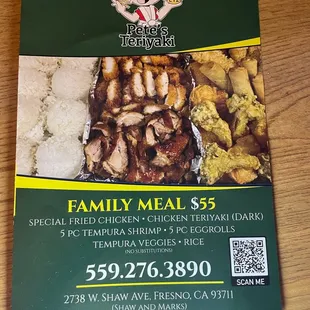 Pete's
Teriyaki
FAMILY MEAL $55
SPECIAL FRIED CHICKEN • CHICKEN TERIYAKI (DARK)
5 PC TEMPURA SHRIMP • 5 PC EGGROLLS
TEMPURA VEGGIES • RICE
(NO SUBSTITUTIONS)
559.276.3890
SCAN ME
2738 W. SHAW AVE, FRESNO, CA 93711
(SHAW AND MARKS)